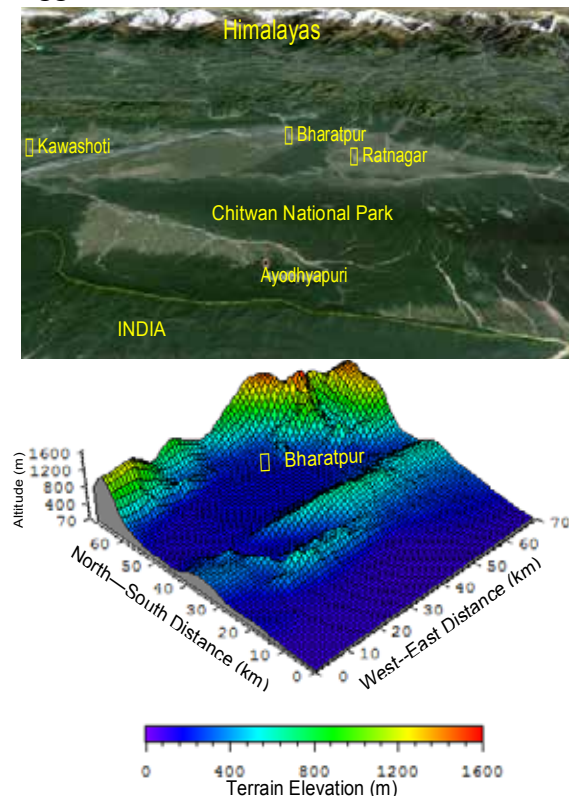 Himalayas
▯ Bharatpur
▯ Kawashoti
▯ Ratnagar
Chitwan National Park
Ayodhyapuri
INDIA
▯ Bharatpur
Altitude (m)
1600
1200
800
400
70
60
50
40
30
20
10
0
North—South Distance (km)
0
10
20
30
40
50
60
70
West--East Distance (km)
0 400 800 1200 1600
Terrain Elevation (m)